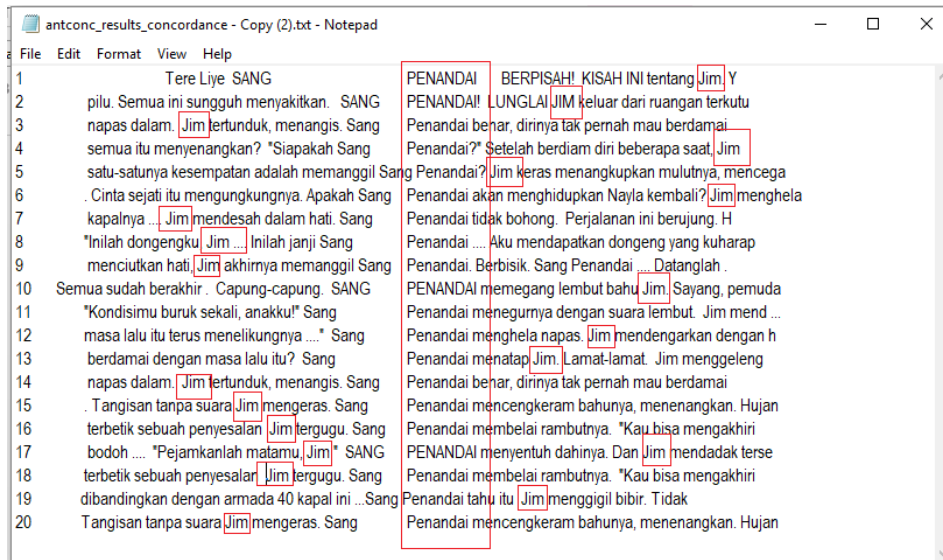 antconc_results_concordance - Copy (2).txt - Notepad
File Edit Format View Help
1 Tere Liye SANG PENANDAI BERPISAH! KISAH INI tentang Jim. Y
2 pilu. Semua ini sungguh menyakitkan. SANG PENANDAI! LUNGLAI JIM keluar dari ruangan terkutu
3 napas dalam. Jim tertunduk, menangis. Sang Penandai benar, dirinya tak pernah mau berdamai
4 semua itu menyenangkan? "Siapakah Sang Penandai?" Setelah berdiam diri beberapa saat, Jim
5 satu-satunya kesempatan adalah memanggil Sang Penandai? Jim keras menangkupkan mulutnya, mencega
6 . Cinta sejati itu mengungkungnya. Apakah Sang Penandai akan menghidupkan Nayla kembali? Jim menghela
7 kapalnya .... Jim mendesah dalam hati. Sang Penandai tidak bohong. Perjalanan ini berujung. H
8 "Inilah dongengku, Jim .... Inilah janji Sang Penandai .... Aku mendapatkan dongeng yang kuharap
9 menciutkan hati, Jim akhirnya memanggil Sang Penandai. Berbisik. Sang Penandai .... Datanglah .
10 Semua sudah berakhir . Capung-capung. SANG PENANDAI memegang lembut bahu Jim. Sayang, pemuda
11 "Kondisimu buruk sekali, anakku!" Sang Penandai menegurnya dengan suara lembut. Jim mend ...
12 masa lalu itu terus menelikungnya ...." Sang Penandai menghela napas. Jim mendengarkan dengan h
13 berdamai dengan masa lalu itu? Sang Penandai menatap Jim. Lamat-lamat. Jim menggeleng
14 napas dalam. Jim tertunduk, menangis. Sang Penandai benar, dirinya tak pernah mau berdamai
15 . Tangisan tanpa suara Jim mengeras. Sang Penandai mencengkeram bahunya, menenangkan. Hujan
16 terbetik sebuah penyesalan Jim tergugu. Sang Penandai membelai rambutnya. "Kau bisa mengakhiri
17 bodoh .... "Pejamkanlah matamu, Jim " SANG PENANDAI menyentuh dahinya. Dan Jim mendadak terse
18 terbetik sebuah penyesalan Jim tergugu. Sang Penandai membelai rambutnya. "Kau bisa mengakhiri
19 dibandingkan dengan armada 40 kapal ini ...Sang Penandai tahu itu Jim menggigil bibir. Tidak
20 Tangisan tanpa suara Jim mengeras. Sang Penandai mencengkeram bahunya, menenangkan. Hujan